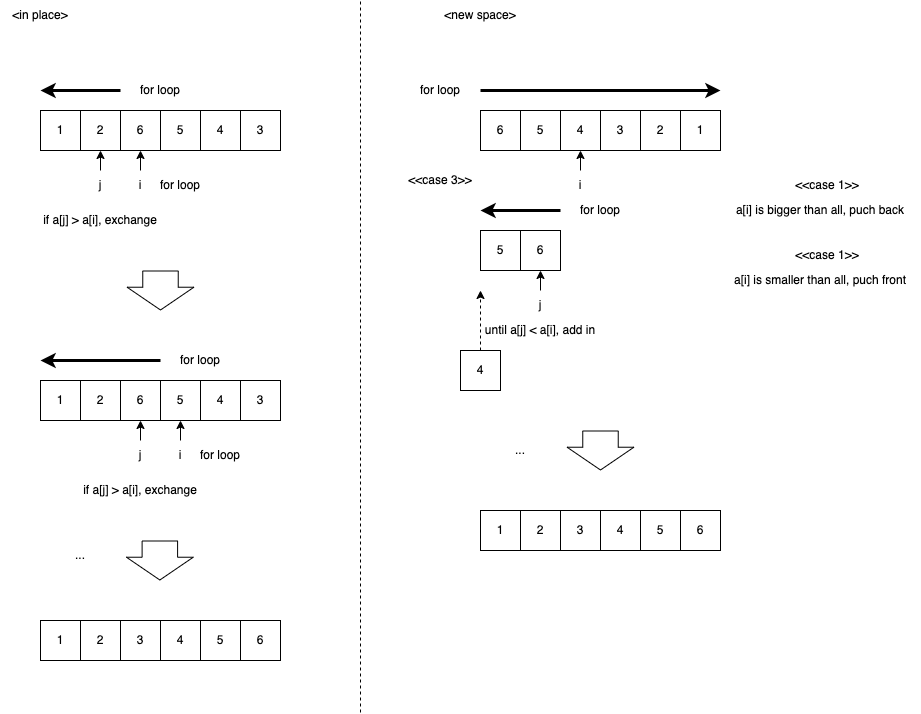 <in place>
for loop
1 2 6 5 4 3
j i for loop
if a[j] > a[i], exchange
for loop
1 2 6 5 4 3
j i for loop
if a[j] > a[i], exchange
...
1 2 3 4 5 6
<new space>
for loop
6 5 4 3 2 1
i
<<case 3>>
for loop
5 6
j
until a[j] < a[i], add in
4
<<case 1>>
a[i] is bigger than all, puch back
<<case 1>>
a[i] is smaller than all, puch front
...
1 2 3 4 5 6